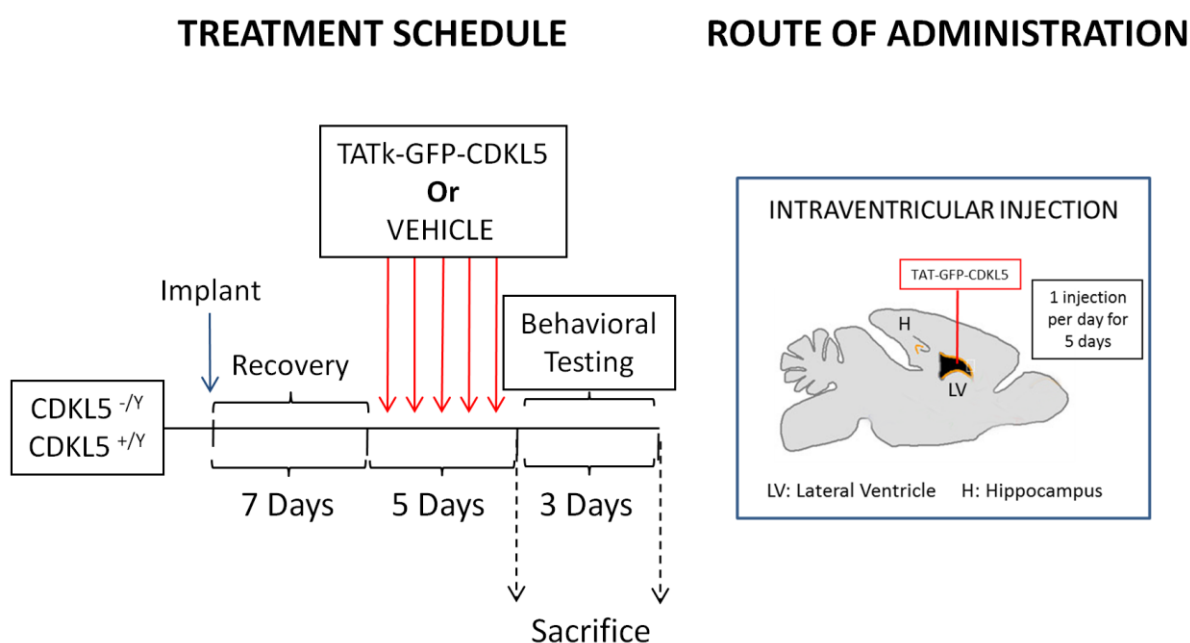 TREATMENT SCHEDULE
ROUTE OF ADMINISTRATION
TATk-GFP-CDKL5
Or
VEHICLE
Implant
Recovery
Behavioral
Testing
CDKL5 -/Y
CDKL5 +/Y
7 Days
5 Days
3 Days
Sacrifice
INTRAVENTRICULAR INJECTION
TAT-GFP-CDKL5
1 injection
per day for
5 days
H
LV
LV: Lateral Ventricle
H: Hippocampus